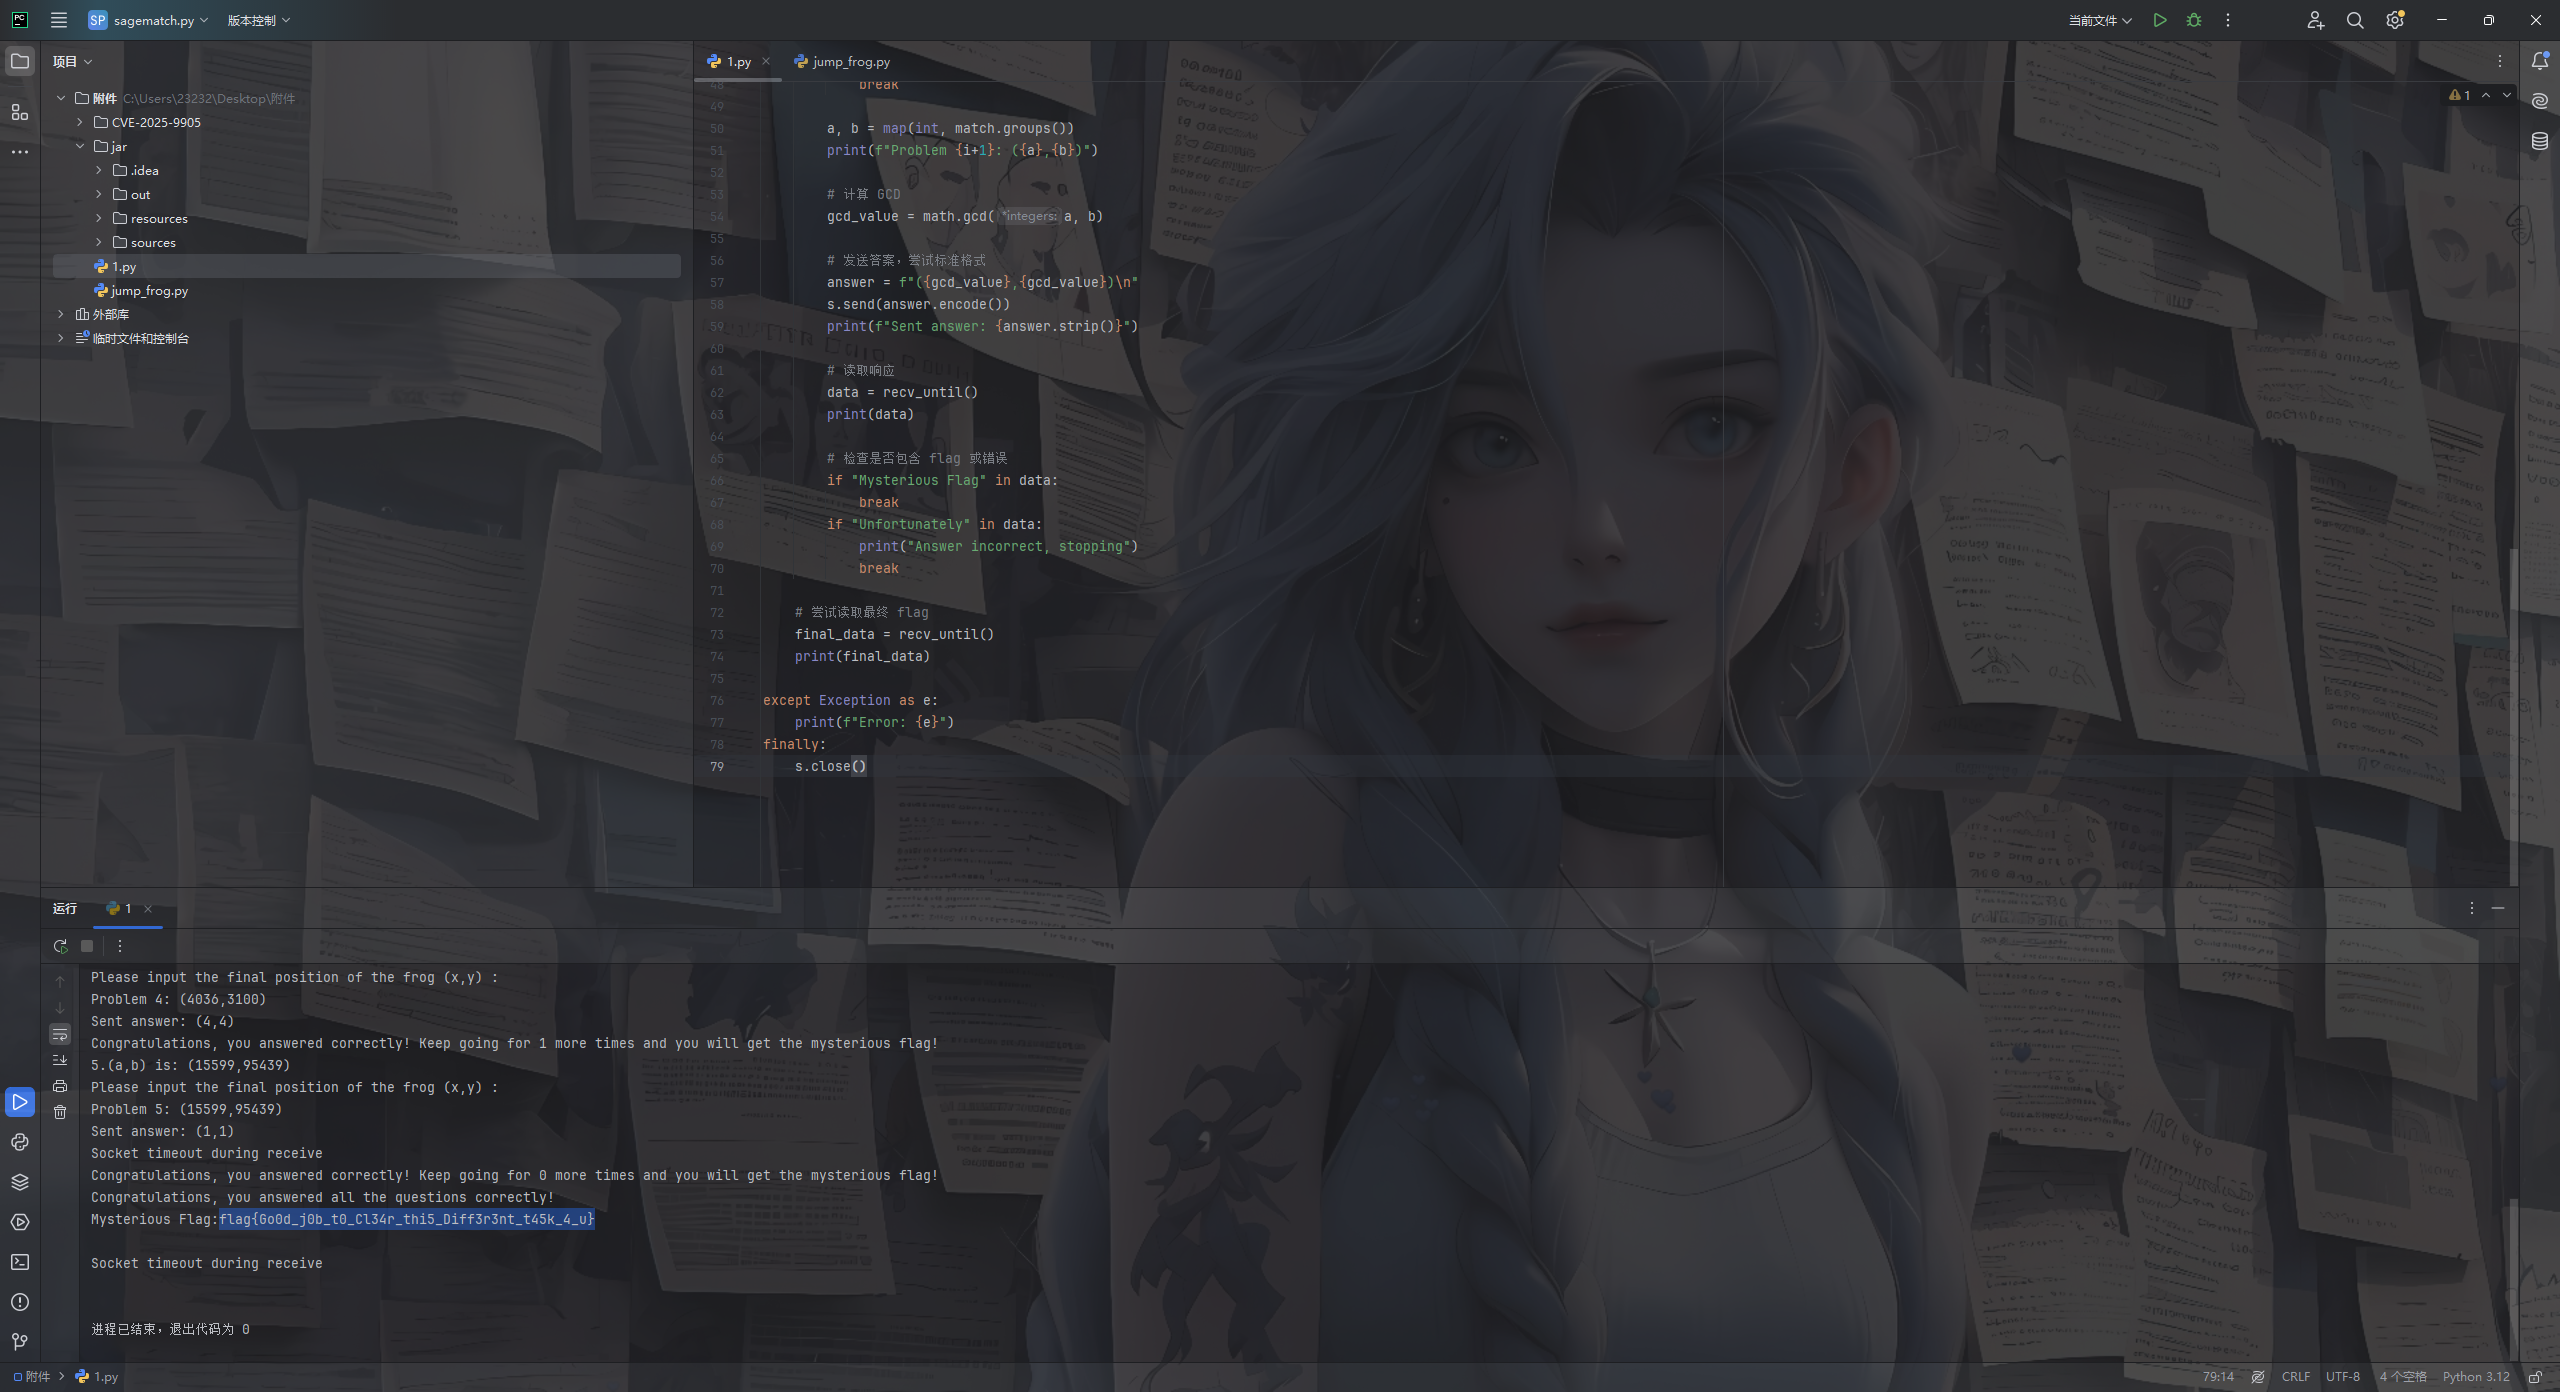 SP sagematch.py 版本控制 当前文件
项目
1.py
jump_frog.py
附件 C:\Users\23232\Desktop\附件
CVE-2025-9905
jar
.idea
out
resources
sources
1.py
jump_frog.py
外部库
临时文件和控制台
1
48 break
49
50 a, b = map(int, match.groups())
51 print(f"Problem {i+1}: ({a},{b})")
52
53 # 计算 GCD
54 gcd_value = math.gcd( *integers: a, b)
55
56 # 发送答案，尝试标准格式
57 answer = f"({gcd_value},{gcd_value})\n"
58 s.send(answer.encode())
59 print(f"Sent answer: {answer.strip()}")
60
61 # 读取响应
62 data = recv_until()
63 print(data)
64
65 # 检查是否包含 flag 或错误
66 if "Mysterious Flag" in data:
67 break
68 if "Unfortunately" in data:
69 print("Answer incorrect, stopping")
70 break
71
72 # 尝试读取最终 flag
73 final_data = recv_until()
74 print(final_data)
75
76 except Exception as e:
77 print(f"Error: {e}")
78 finally:
79 s.close()
运行 1
Please input the final position of the frog (x,y) :
Problem 4: (4036,3100)
Sent answer: (4,4)
Congratulations, you answered correctly! Keep going for 1 more times and you will get the mysterious flag!
5.(a,b) is: (15599,95439)
Please input the final position of the frog (x,y) :
Problem 5: (15599,95439)
Sent answer: (1,1)
Socket timeout during receive
Congratulations, you answered correctly! Keep going for 0 more times and you will get the mysterious flag!
Congratulations, you answered all the questions correctly!
Mysterious Flag:flag{Go0d_j0b_t0_Cl34r_thi5_Diff3r3nt_t45k_4_u}
Socket timeout during receive
进程已结束，退出代码为 0
附件 1.py 79:14 CRLF UTF-8 4 个空格 Python 3.12